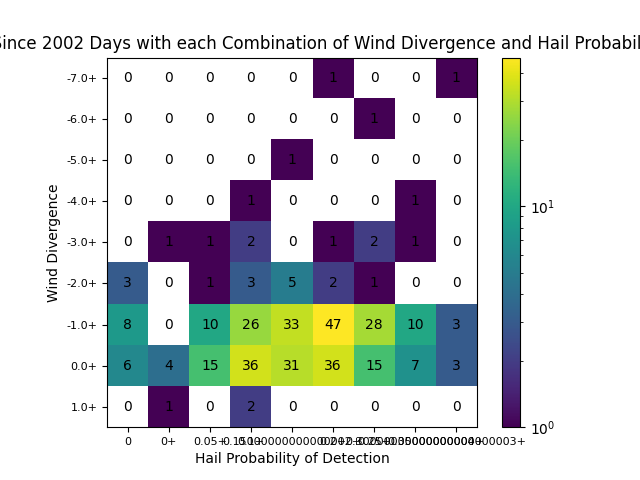 Since 2002 Days with each Combination of Wind Divergence and Hail Probabil
-7.0+ 0 0 0 0 0 1 0 0 1
-6.0+ 0 0 0 0 0 0 1 0 0
-5.0+ 0 0 0 0 1 0 0 0 0
-4.0+ 0 0 0 1 0 0 0 1 0
-3.0+ 0 1 1 2 0 1 2 1 0
-2.0+ 3 0 1 3 5 2 1 0 0
-1.0+ 8 0 10 26 33 47 28 10 3
0.0+ 6 4 15 36 31 36 15 7 3
1.0+ 0 1 0 2 0 0 0 0 0
0 0+ 0.05+
Hail Probability of Detection
Wind Divergence
10¹
10⁰